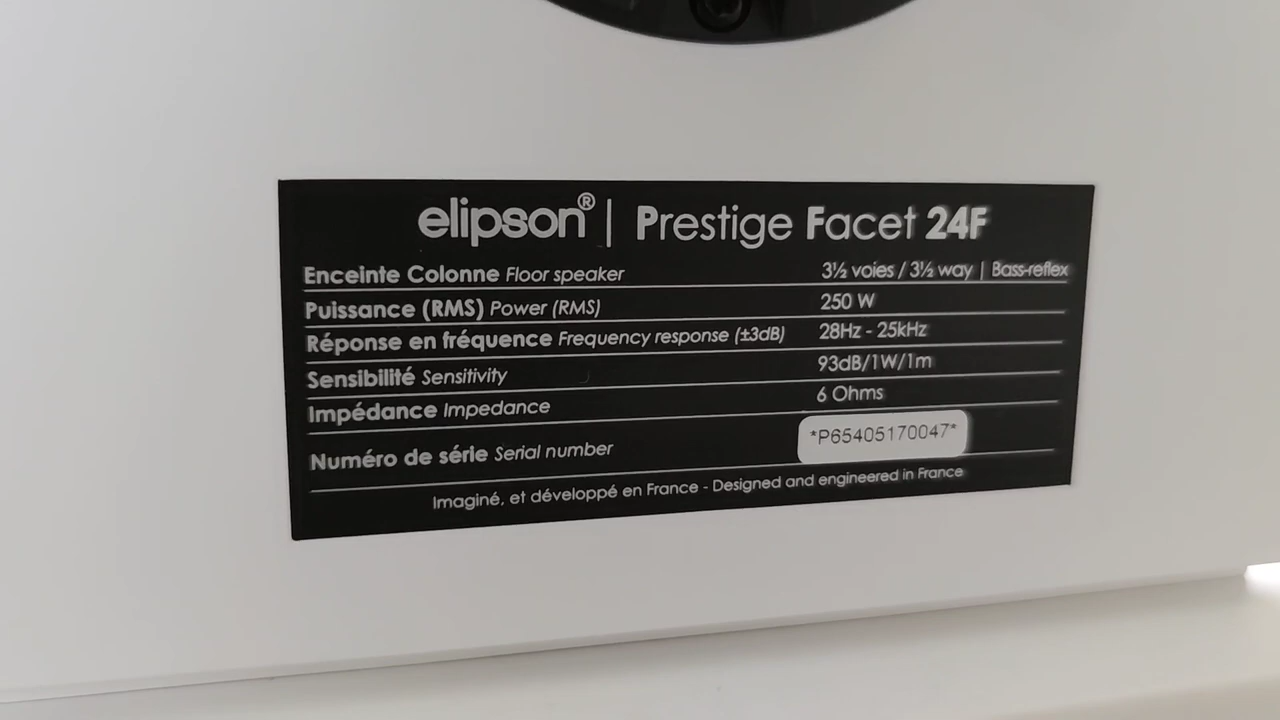 elipson® | Prestige Facet 24F
Enceinte Colonne Floor speaker 3½ voies / 3½ way | Bass-reflex
Puissance (RMS) Power (RMS) 250 W
Réponse en fréquence Frequency response (±3dB) 28Hz - 25kHz
Sensibilité Sensitivity 93dB/1W/1m
Impédance Impedance 6 Ohms
Numéro de série Serial number *P65405170047*
Imaginé, et développé en France - Designed and engineered in France